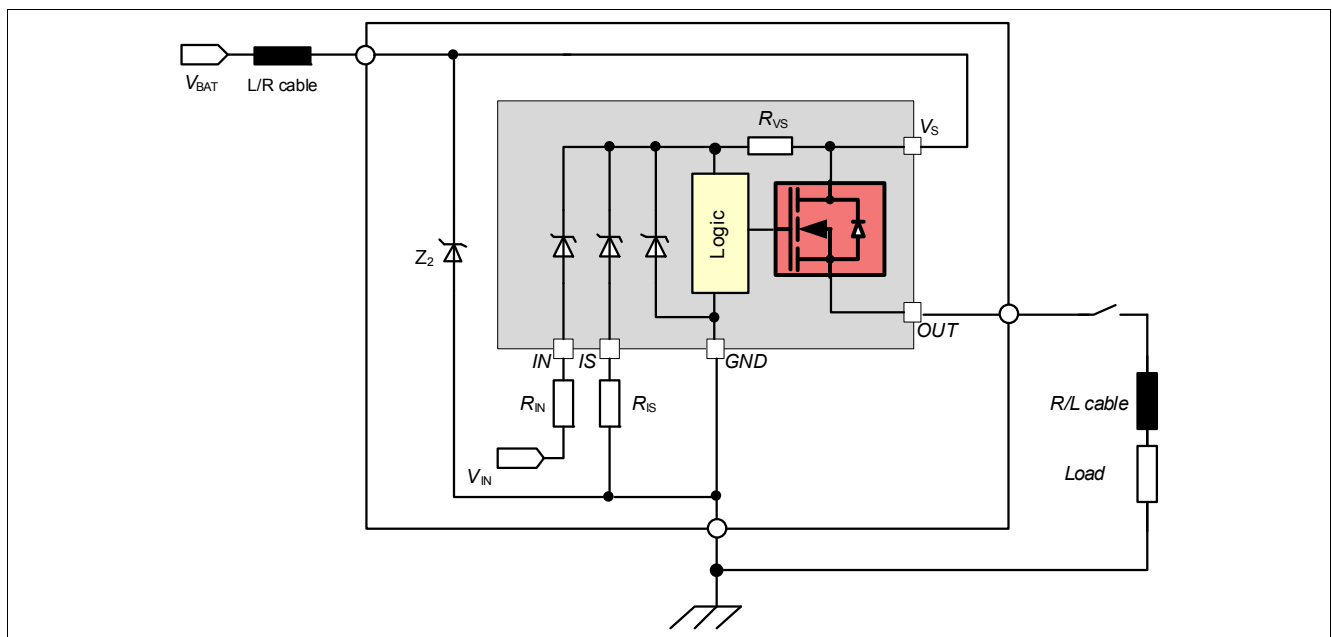 V_BAT
L/R cable
R_VS
V_S
Logic
Z_2
OUT
IN
IS
GND
R_IN
R_IS
V_IN
R/L cable
Load